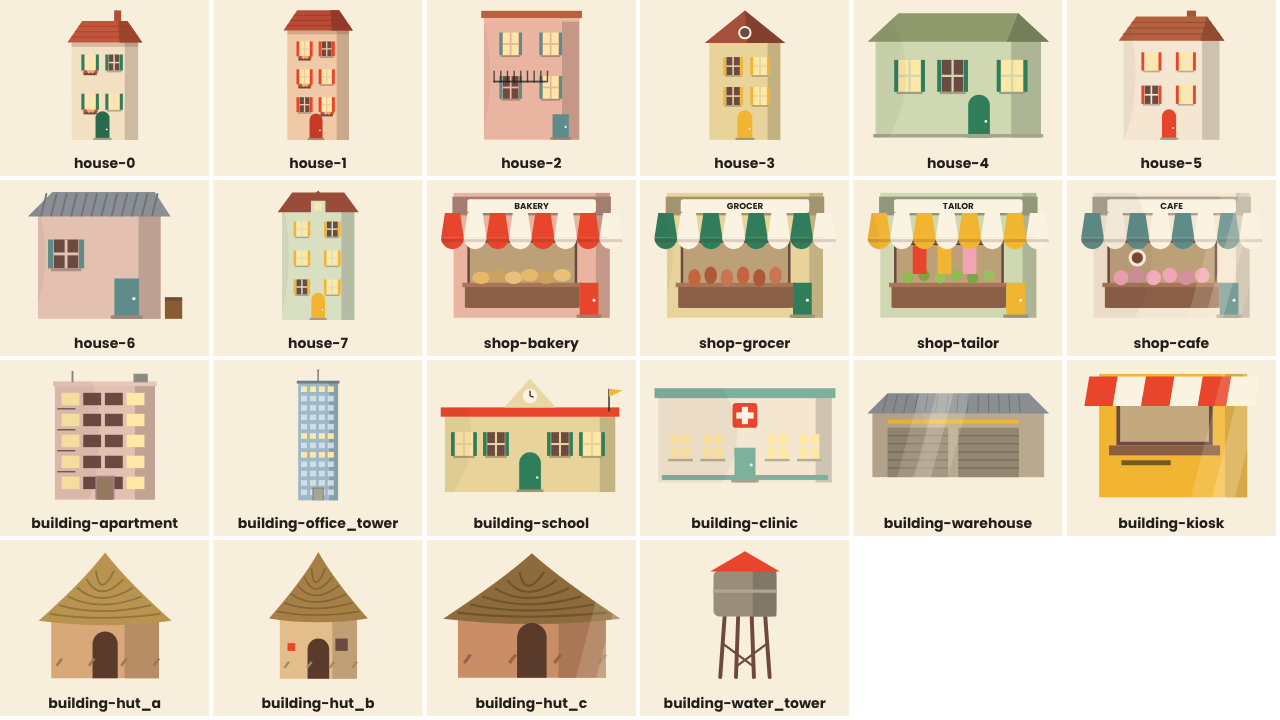 house-0
house-1
house-2
house-3
house-4
house-5
house-6
house-7
BAKERY
shop-bakery
GROCER
shop-grocer
TAILOR
shop-tailor
CAFE
shop-cafe
building-apartment
building-office_tower
building-school
building-clinic
building-warehouse
building-kiosk
building-hut_a
building-hut_b
building-hut_c
building-water_tower